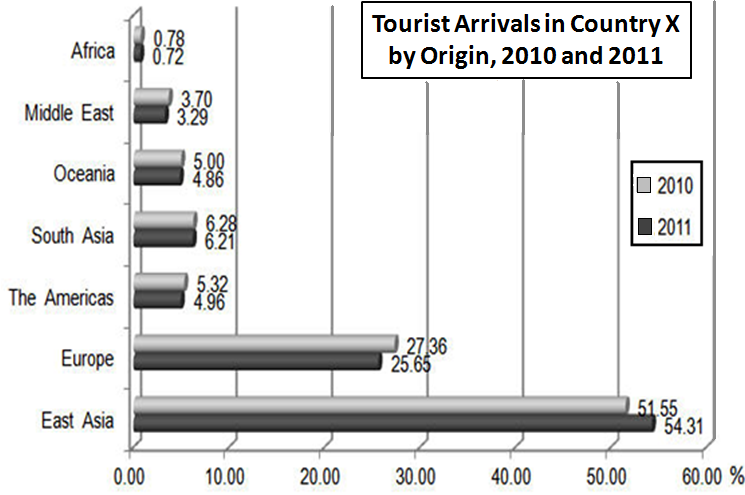 Tourist Arrivals in Country X
by Origin, 2010 and 2011
Africa
0.78
0.72
Middle East
3.70
3.29
Oceania
5.00
4.86
South Asia
6.28
6.21
The Americas
5.32
4.96
Europe
27.36
25.65
East Asia
51.55
54.31
2010
2011
0.00 10.00 20.00 30.00 40.00 50.00 60.00 %